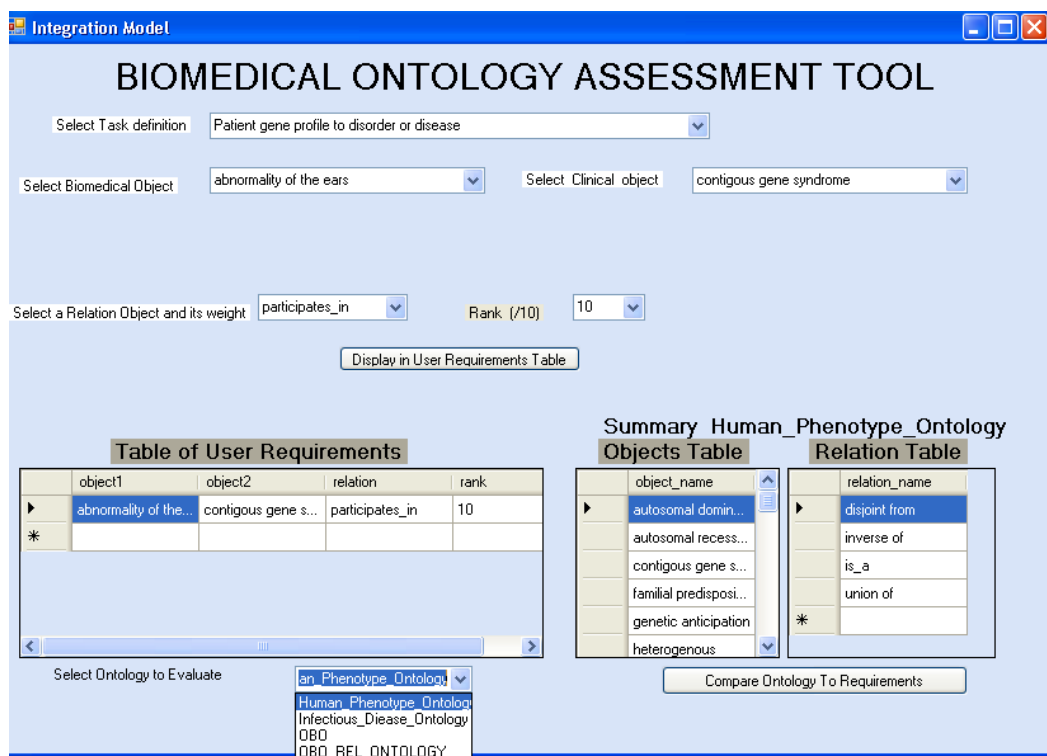 Integration Model
BIOMEDICAL ONTOLOGY ASSESSMENT TOOL
Select Task definition Patient gene profile to disorder or disease
Select Biomedical Object abnormality of the ears Select Clinical object contigous gene syndrome
Select a Relation Object and its weight participates_in Rank (/10) 10
Display in User Requirements Table
Summary Human_Phenotype_Ontology
Table of User Requirements Objects Table Relation Table
object1 object2 relation rank object_name relation_name
abnormality of the... contigous gene s... participates_in 10 autosomal domin... disjoint from
autosomal recess... inverse of
contigous gene s... is_a
familial predisposi... union of
genetic anticipation
heterogenous
Select Ontology to Evaluate an_Phenotype_Ontology Compare Ontology To Requirements
Human_Phenotype_Ontolog
Infectious_Diease_Ontology
OBO
OBO_REL_ONTOLOGY